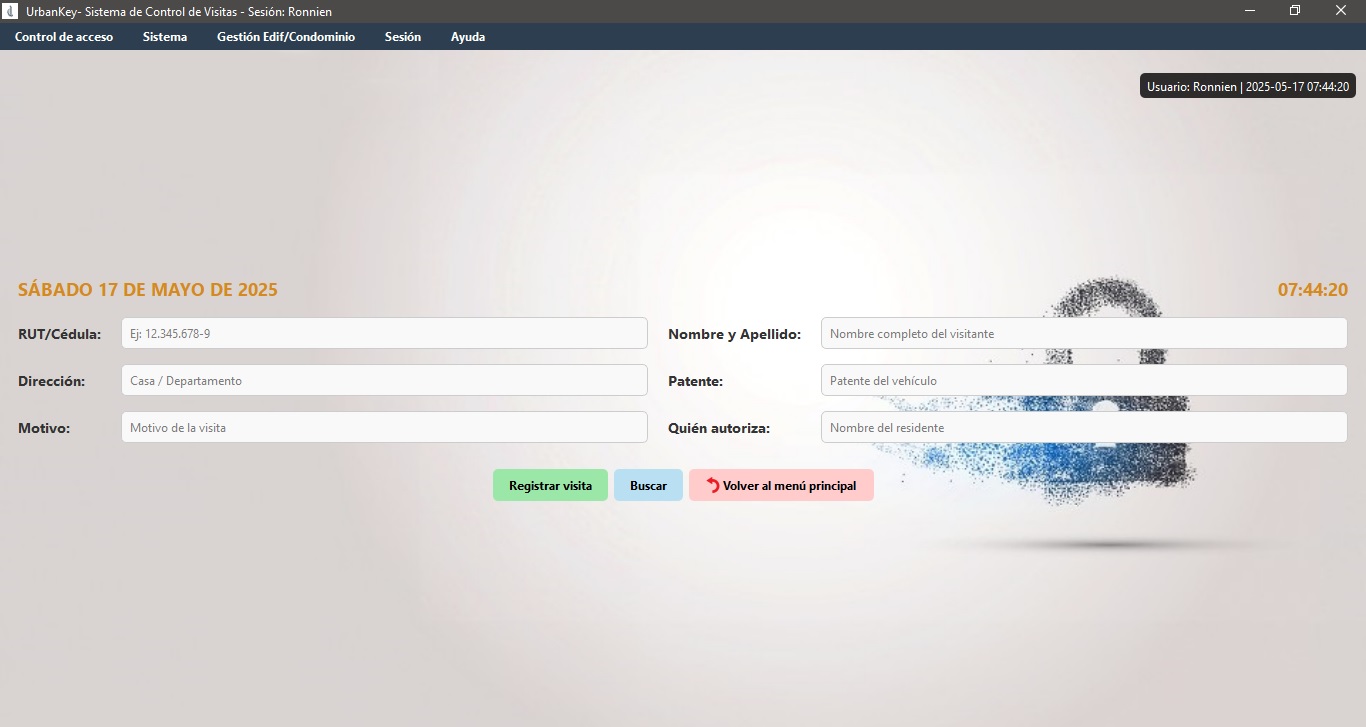 UrbanKey- Sistema de Control de Visitas - Sesión: Ronnien
Control de acceso Sistema Gestión Edif/Condominio Sesión Ayuda
Usuario: Ronnien | 2025-05-17 07:44:20
SÁBADO 17 DE MAYO DE 2025 07:44:20
RUT/Cédula: Ej: 12.345.678-9 Nombre y Apellido: Nombre completo del visitante
Dirección: Casa / Departamento Patente: Patente del vehículo
Motivo: Motivo de la visita Quién autoriza: Nombre del residente
Registrar visita Buscar Volver al menú principal